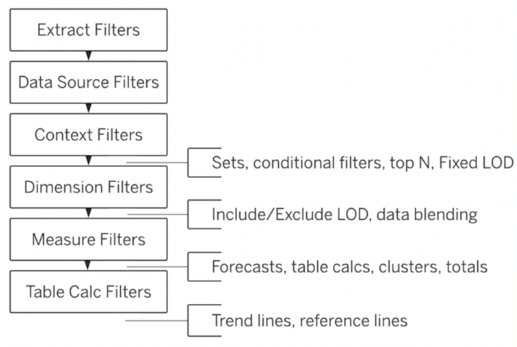 Extract Filters
Data Source Filters
Context Filters
Sets, conditional filters, top N, Fixed LOD
Dimension Filters
Include/Exclude LOD, data blending
Measure Filters
Forecasts, table calcs, clusters, totals
Table Calc Filters
Trend lines, reference lines